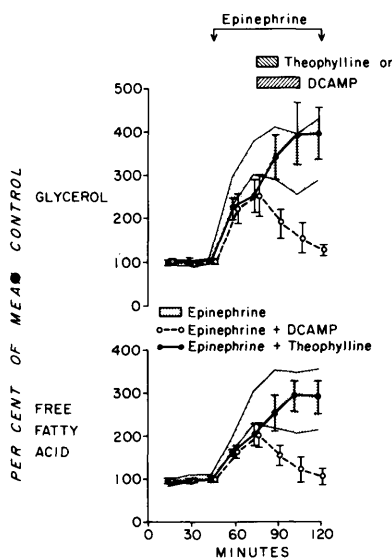 Epinephrine
Theophylline or
DCAMP
500
400
300
200
100
0
GLYCEROL
PER CENT OF MEAN CONTROL
Epinephrine
Epinephrine + DCAMP
Epinephrine + Theophylline
400
300
200
100
0
FREE
FATTY
ACID
0 30 60 90 120
MINUTES